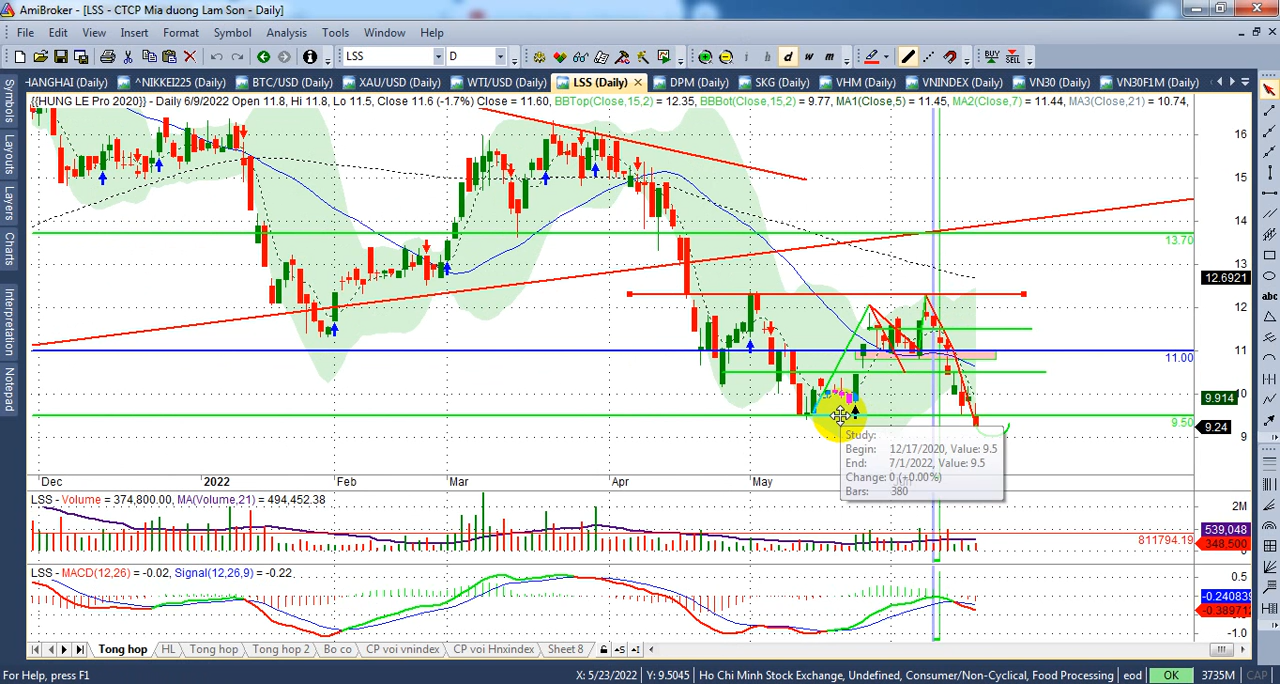 AmiBroker - [LSS - CTCP Mia duong Lam Son - Daily]
File Edit View Insert Format Symbol Analysis Tools Window Help
LSS D i h d w m BUY SELL
HANGHAI (Daily) ^NIKKEI225 (Daily) BTC/USD (Daily) XAU/USD (Daily) WTI/USD (Daily) LSS (Daily) DPM (Daily) SKG (Daily) VHM (Daily) VNINDEX (Daily) VN30 (Daily) VN30F1M (Daily)
{{HUNG LE Pro 2020}} - Daily 6/9/2022 Open 11.8, Hi 11.8, Lo 11.5, Close 11.6 (-1.7%) Close = 11.60, BBTop(Close,15,2) = 12.35, BBBot(Close,15,2) = 9.77, MA1(Close,5) = 11.45, MA2(Close,7) = 11.44, MA3(Close,21) = 10.74,
Symbols
Layouts
Layers
Charts
Interpretation
Notepad
16
15
14
13.70
13
12.6921
12
11
11.00
10
9.914
9.50
9.24
9
Study:
Begin: 12/17/2020, Value: 9.5
End: 7/1/2022, Value: 9.5
Change: 0 (+0.00%)
Bars: 380
abc
Dec 2022 Feb Mar Apr May
LSS - Volume = 374,800.00, MA(Volume,21) = 494,452.38
2M
539,048
811794.19
348,500
LSS - MACD(12,26) = -0.02, Signal(12,26,9) = -0.22
0.5
-0.240839
-0.389712
-1.0
Tong hop HL Tong hop Tong hop 2 Bo co CP voi vnindex CP voi Hnxindex Sheet 8
For Help, press F1 X: 5/23/2022 Y: 9.5045 Ho Chi Minh Stock Exchange, Undefined, Consumer/Non-Cyclical, Food Processing eod OK 3735M CAP